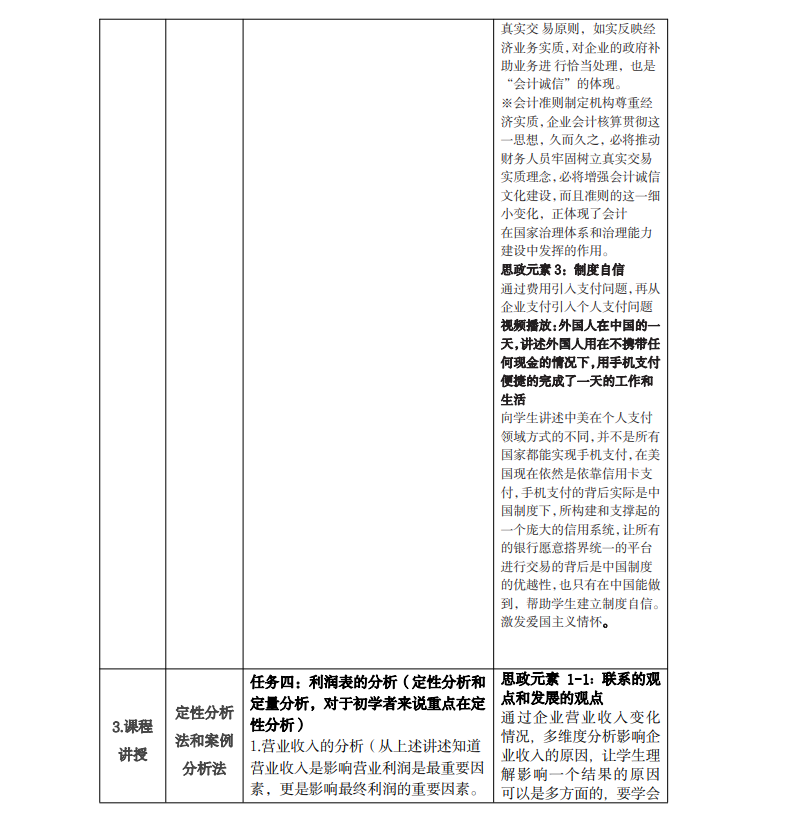 真实交 易原则，如实反映经
济业务实质，对企业的政府补
助业务进 行恰当处理，也是
“会计诚信”的体现。
※会计准则制定机构尊重经
济实质，企业会计核算贯彻这
一思想，久而久之，必将推动
财务人员牢固树立真实交易
实质理念，必将增强会计诚信
文化建设，而且准则的这一细
小变化，正体现了会计
在国家治理体系和治理能力
建设中发挥的作用。
思政元素 3：制度自信
通过费用引入支付问题，再从
企业支付引入个人支付问题
视频播放：外国人在中国的一
天，讲述外国人用在不携带任
何现金的情况下，用手机支付
便捷的完成了一天的工作和
生活
向学生讲述中美在个人支付
领域方式的不同，并不是所有
国家都能实现手机支付，在美
国现在依然是依靠信用卡支
付，手机支付的背后实际是中
国制度下，所构建和支撑起的
一个庞大的信用系统，让所有
的银行愿意搭界统一的平台
进行交易的背后是中国制度
的优越性，也只有在中国能做
到，帮助学生建立制度自信。
激发爱国主义情怀。
3.课程
讲授
定性分析
法和案例
分析法
任务四：利润表的分析（定性分析和
定量分析，对于初学者来说重点在定
性分析）
1.营业收入的分析（从上述讲述知道
营业收入是影响营业利润是最重要因
素，更是影响最终利润的重要因素。
思政元素 1-1：联系的观
点和发展的观点
通过企业营业收入变化
情况，多维度分析影响企
业收入的原因，让学生理
解影响一个结果的原因
可以是多方面的，要学会